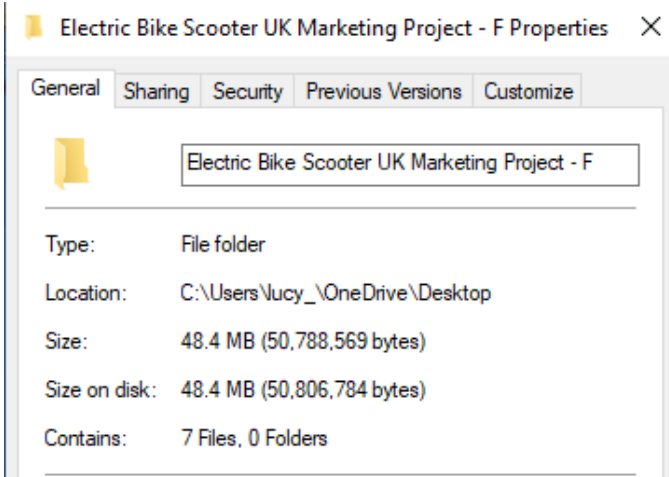 Electric Bike Scooter UK Marketing Project - F Properties
General Sharing Security Previous Versions Customize
Electric Bike Scooter UK Marketing Project - F
Type: File folder
Location: C:\Users\lucy_\OneDrive\Desktop
Size: 48.4 MB (50,788,569 bytes)
Size on disk: 48.4 MB (50,806,784 bytes)
Contains: 7 Files, 0 Folders